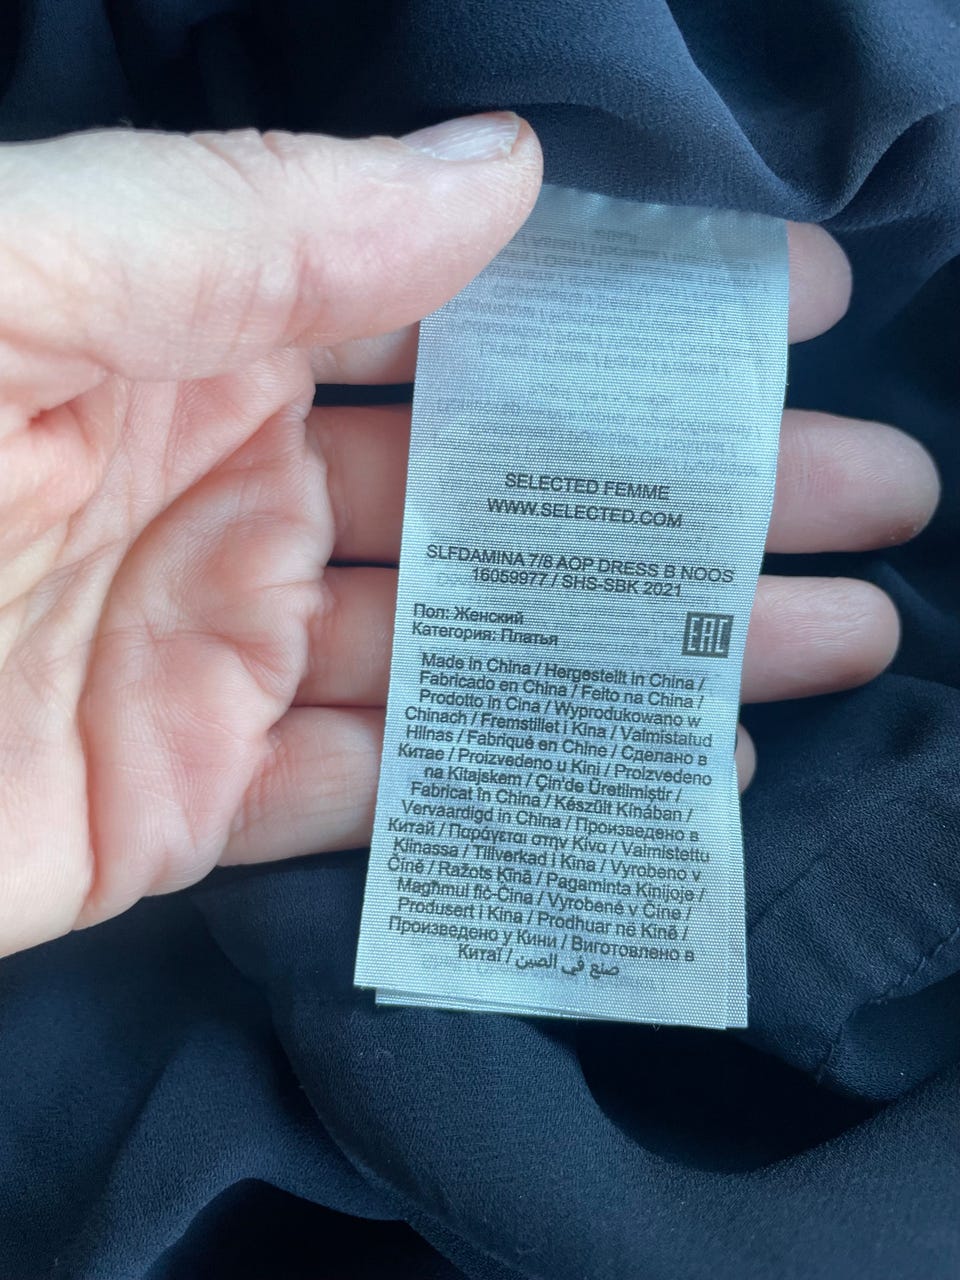 SELECTED FEMME
WWW.SELECTED.COM
SLFDAMINA 7/8 AOP DRESS B NOOS
16059977 / SHS-SBK 2021
Пол: Женский
Категория: Платья
EAC
Made in China / Hergestellt in China /
Fabricado en China / Feito na China /
Prodotto in Cina / Wyprodukowano w
Chinach / Fremstillet i Kina / Valmistatud
Hiinas / Fabriqué en Chine / Сделано в
Китае / Proizvedeno u Kini / Proizvedeno
na Kitajskem / Çin'de Üretilmiştir /
Fabricat în China / Készült Kínában /
Vervaardigd in China / Произведено в
Китай / Παράγεται στην Κίνα / Valmistettu
Kiinassa / Tillverkad i Kina / Vyrobeno v
Číně / Ražots Ķīnā / Pagaminta Kinijoje /
Magħmul fiċ-Ċina / Vyrobené v Číne /
Produsert i Kina / Prodhuar në Kinë /
Произведено у Кини / Виготовлено в
Китаї / صنع في الصين